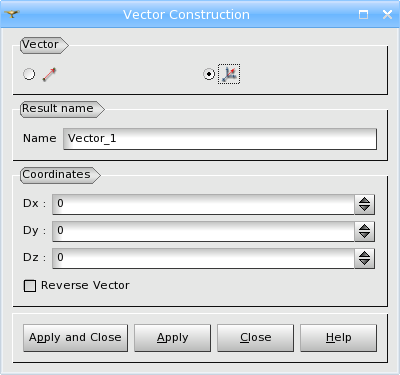 Vector Construction
Vector
Result name
Name Vector_1
Coordinates
Dx : 0
Dy : 0
Dz : 0
Reverse Vector
Apply and Close Apply Close Help